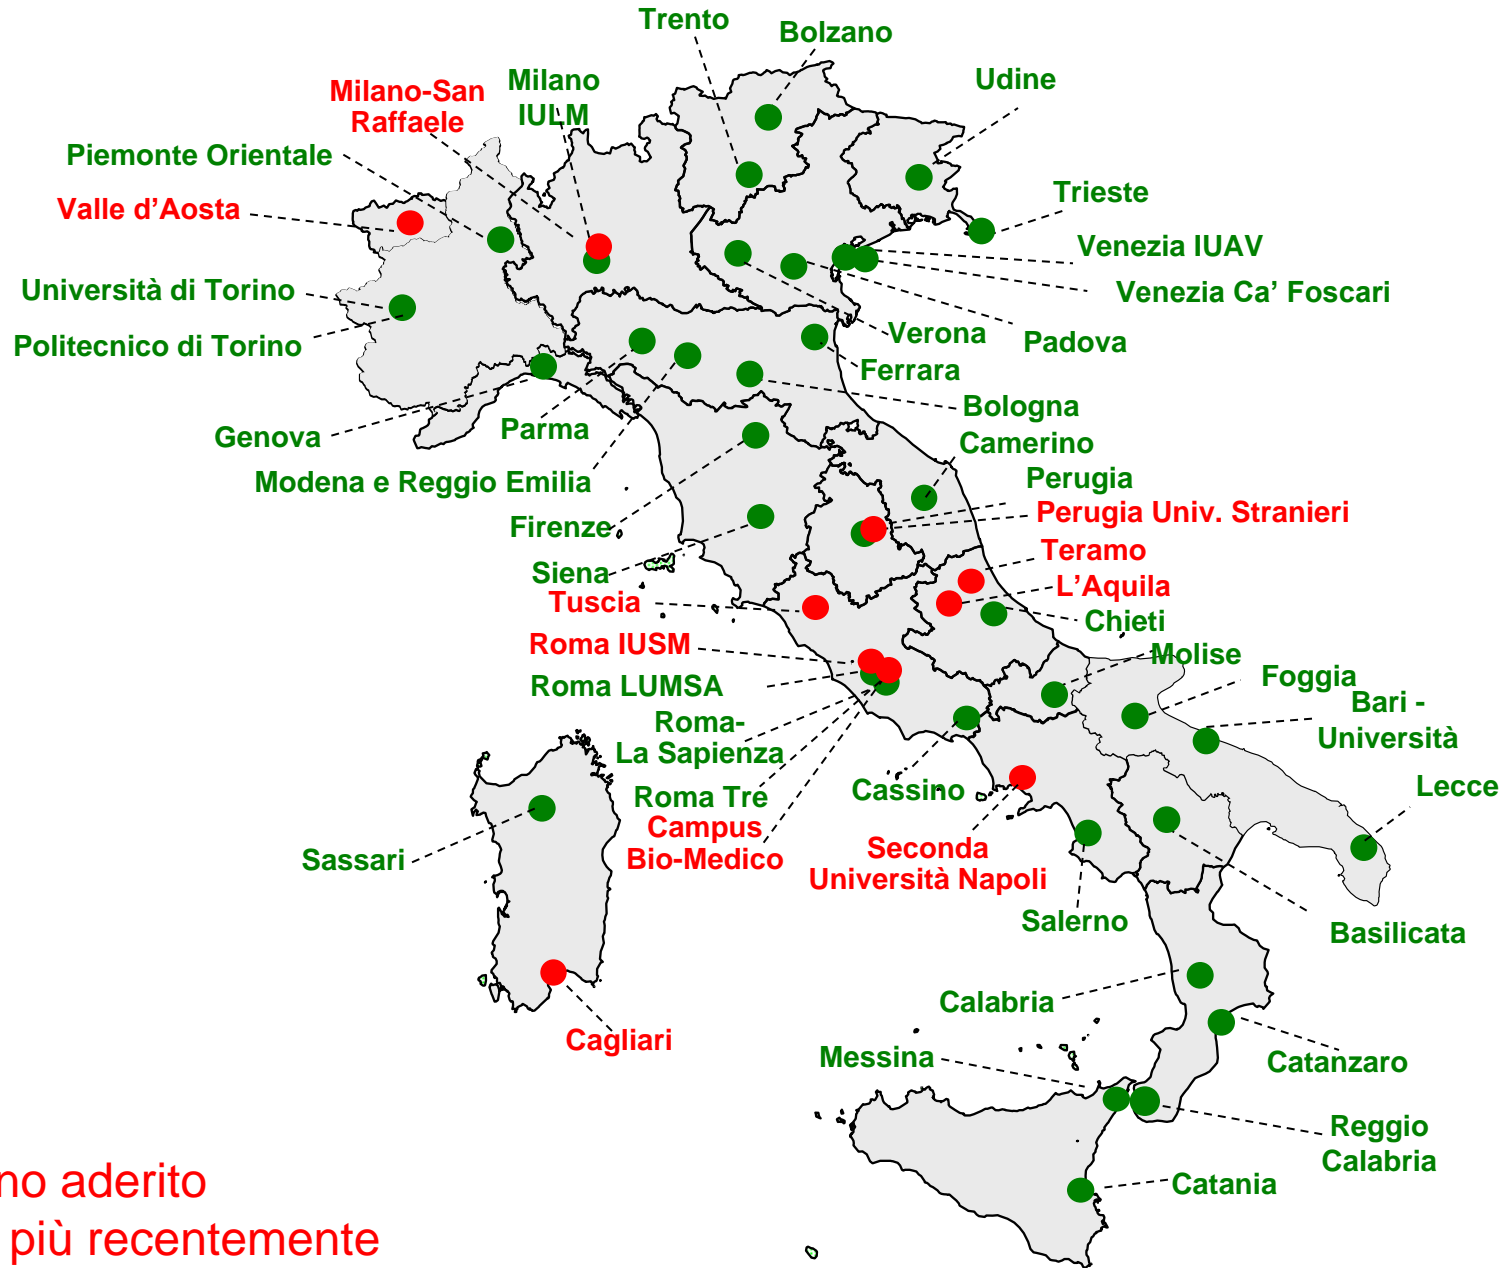 Trento
Bolzano
Udine
Milano
IULM
Milano-San
Raffaele
Piemonte Orientale
Valle d’Aosta
Trieste
Venezia IUAV
Venezia Ca’ Foscari
Università di Torino
Politecnico di Torino
Verona
Padova
Ferrara
Bologna
Genova
Parma
Camerino
Modena e Reggio Emilia
Perugia
Perugia Univ. Stranieri
Firenze
Teramo
Siena
L’Aquila
Tuscia
Chieti
Roma IUSM
Molise
Roma LUMSA
Foggia
Roma-
La Sapienza
Bari -
Università
Roma Tre
Cassino
Lecce
Campus
Bio-Medico
Seconda
Università Napoli
Sassari
Salerno
Basilicata
Calabria
Cagliari
Messina
Catanzaro
Reggio
Calabria
Catania
no aderito
più recentemente